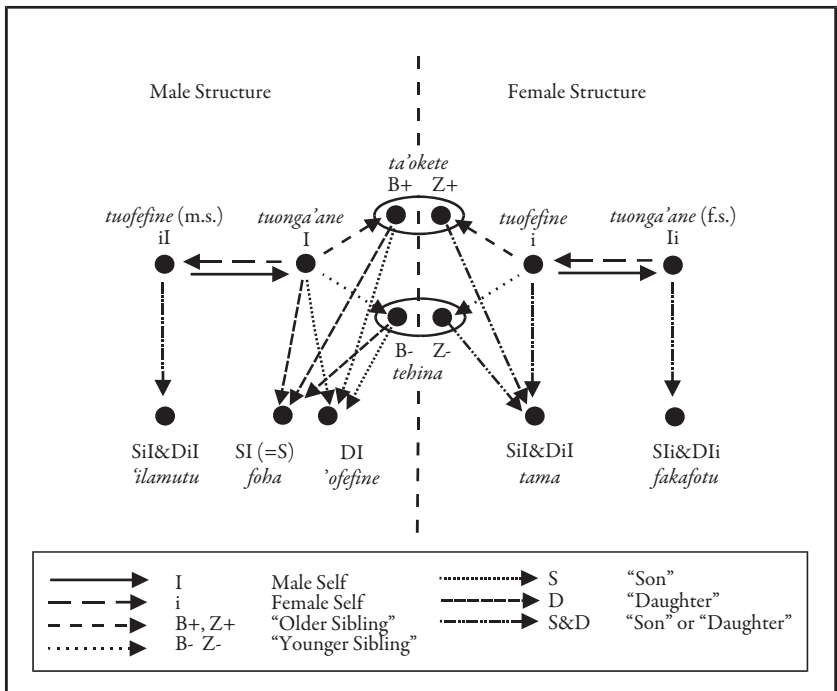 Male Structure Female Structure
ta'okete
B+ Z+
tuofefine (m.s.) tuonga'ane tuofefine tuonga'ane (f.s.)
iI I i Ii
B- Z-
tehina
SiI&DiI SI (=S) DI SiI&DiI SIi&DIi
'ilamutu foha 'ofefine tama fakafotu
I Male Self S “Son”
i Female Self D “Daughter”
B+, Z+ “Older Sibling” S&D “Son” or “Daughter”
B- Z- “Younger Sibling”